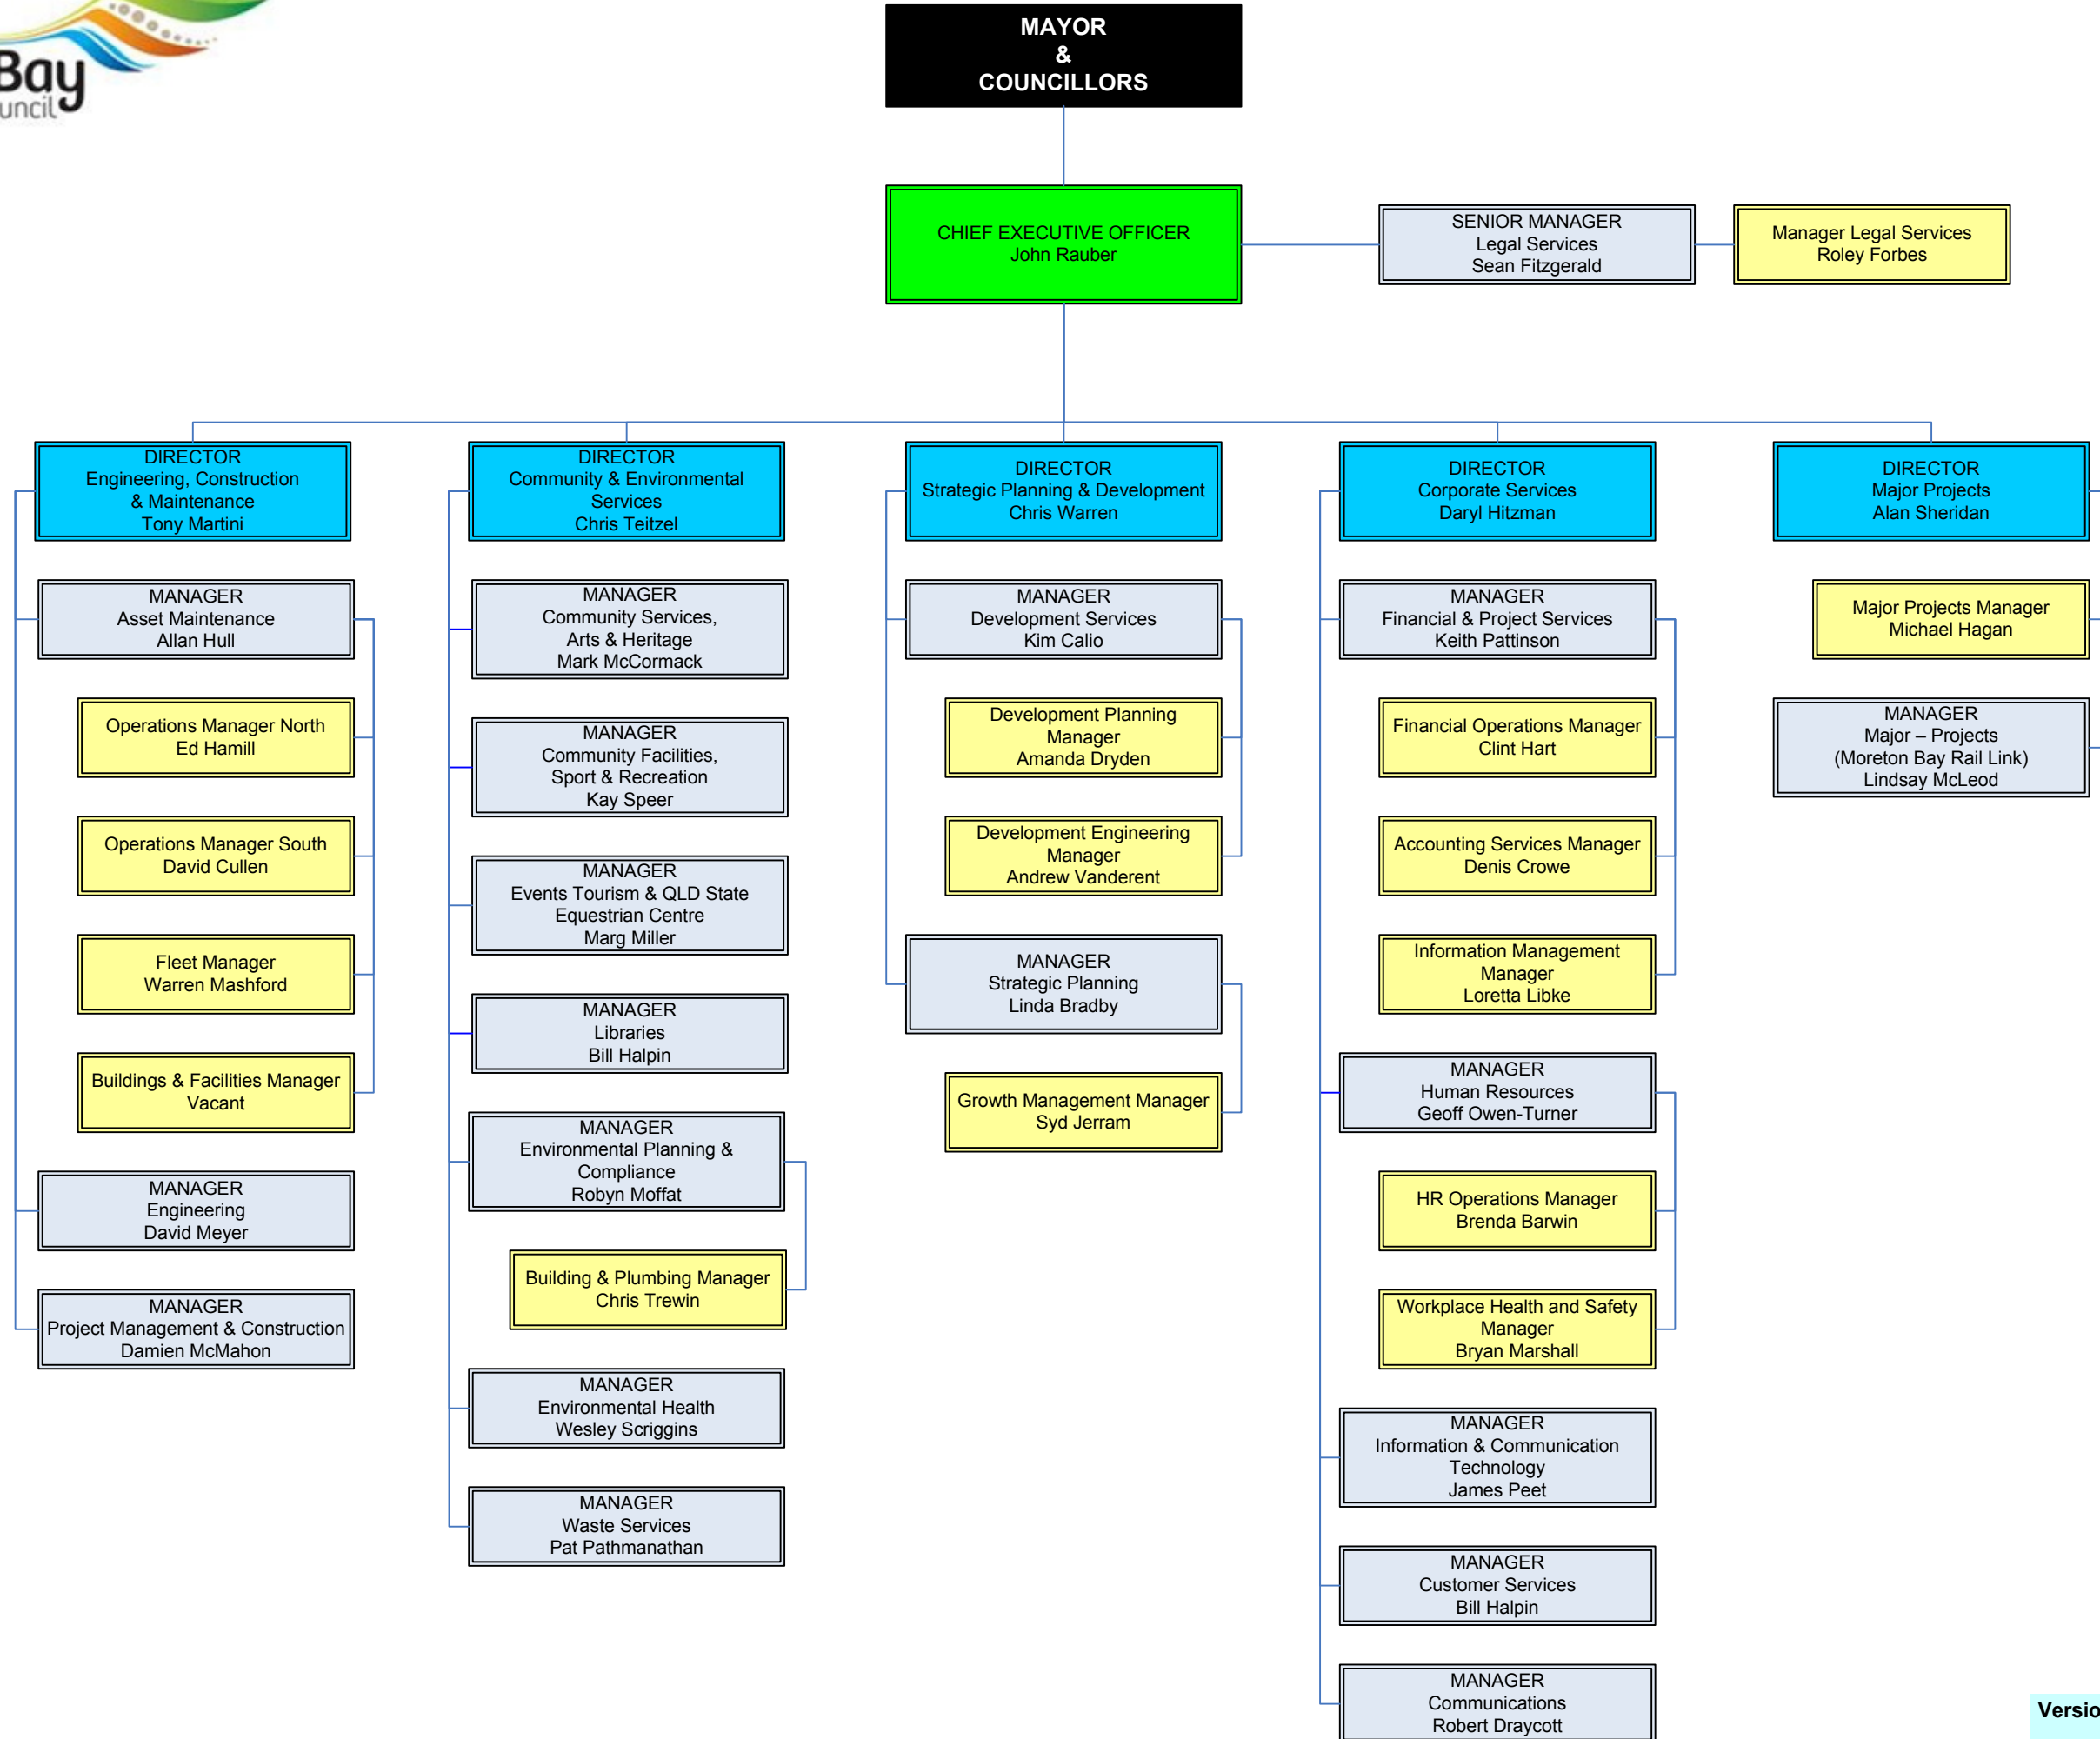 Bay
uncil
MAYOR
&
COUNCILLORS
CHIEF EXECUTIVE OFFICER
John Rauber
SENIOR MANAGER
Legal Services
Sean Fitzgerald
Manager Legal Services
Roley Forbes
DIRECTOR
Engineering, Construction
& Maintenance
Tony Martini
MANAGER
Asset Maintenance
Allan Hull
Operations Manager North
Ed Hamill
Operations Manager South
David Cullen
Fleet Manager
Warren Mashford
Buildings & Facilities Manager
Vacant
MANAGER
Engineering
David Meyer
MANAGER
Project Management & Construction
Damien McMahon
DIRECTOR
Community & Environmental
Services
Chris Teitzel
MANAGER
Community Services,
Arts & Heritage
Mark McCormack
MANAGER
Community Facilities,
Sport & Recreation
Kay Speer
MANAGER
Events Tourism & QLD State
Equestrian Centre
Marg Miller
MANAGER
Libraries
Bill Halpin
MANAGER
Environmental Planning &
Compliance
Robyn Moffat
Building & Plumbing Manager
Chris Trewin
MANAGER
Environmental Health
Wesley Scriggins
MANAGER
Waste Services
Pat Pathmanathan
DIRECTOR
Strategic Planning & Development
Chris Warren
MANAGER
Development Services
Kim Calio
Development Planning
Manager
Amanda Dryden
Development Engineering
Manager
Andrew Vanderent
MANAGER
Strategic Planning
Linda Bradby
Growth Management Manager
Syd Jerram
DIRECTOR
Corporate Services
Daryl Hitzman
MANAGER
Financial & Project Services
Keith Pattinson
Financial Operations Manager
Clint Hart
Accounting Services Manager
Denis Crowe
Information Management
Manager
Loretta Libke
MANAGER
Human Resources
Geoff Owen-Turner
HR Operations Manager
Brenda Barwin
Workplace Health and Safety
Manager
Bryan Marshall
MANAGER
Information & Communication
Technology
James Peet
MANAGER
Customer Services
Bill Halpin
MANAGER
Communications
Robert Draycott
DIRECTOR
Major Projects
Alan Sheridan
Major Projects Manager
Michael Hagan
MANAGER
Major – Projects
(Moreton Bay Rail Link)
Lindsay McLeod
Versio